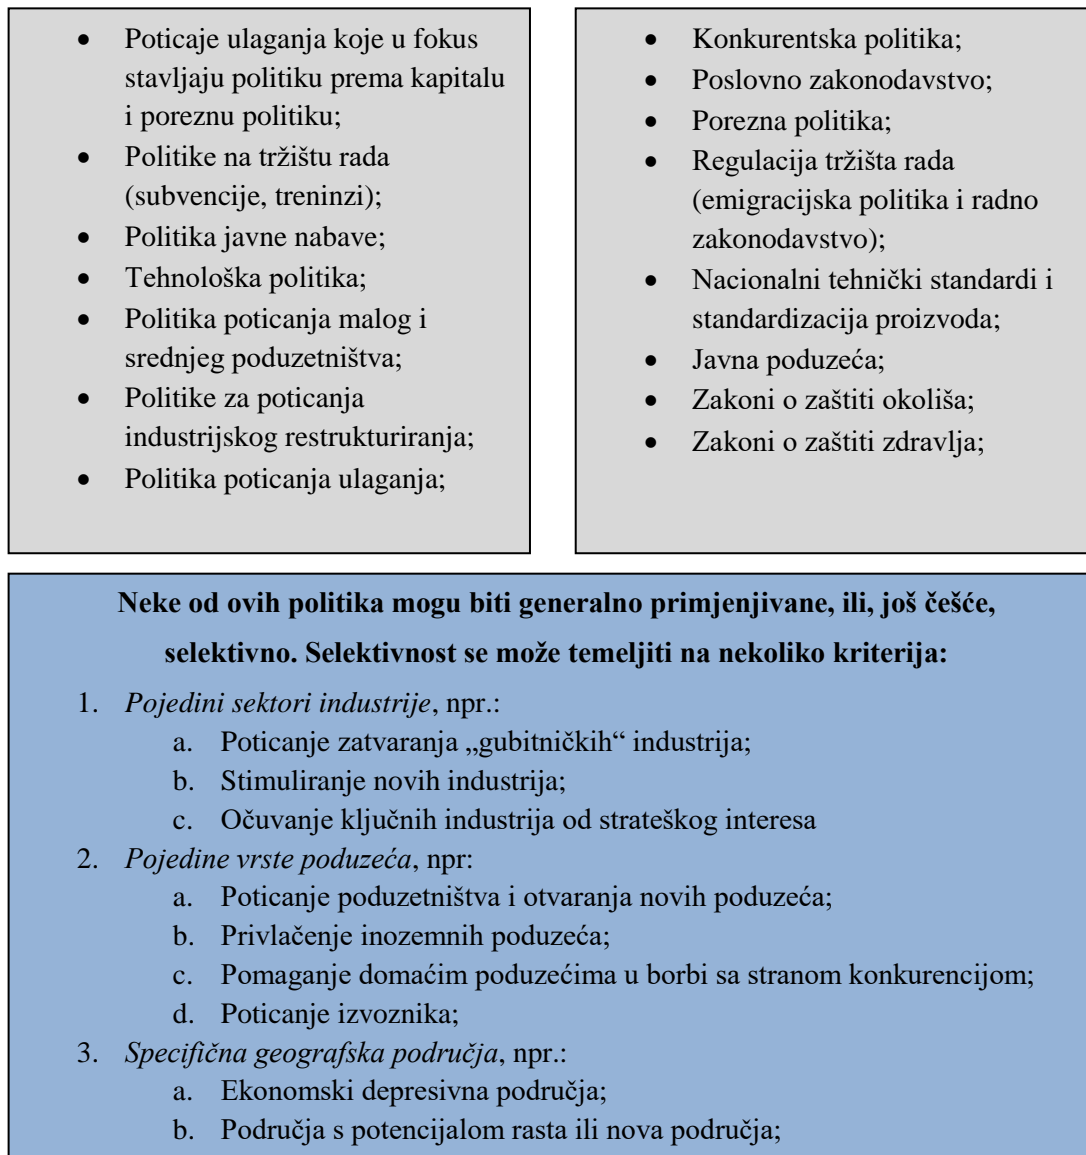 • Poticaje ulaganja koje u fokus
stavljaju politiku prema kapitalu
i poreznu politiku;
• Politike na tržištu rada
(subvencije, treninzi);
• Politika javne nabave;
• Tehnološka politika;
• Politika poticanja malog i
srednjeg poduzetništva;
• Politike za poticanja
industrijskog restrukturiranja;
• Politika poticanja ulaganja;
• Konkurentska politika;
• Poslovno zakonodavstvo;
• Porezna politika;
• Regulacija tržišta rada
(emigracijska politika i radno
zakonodavstvo);
• Nacionalni tehnički standardi i
standardizacija proizvoda;
• Javna poduzeća;
• Zakoni o zaštiti okoliša;
• Zakoni o zaštiti zdravlja;
Neke od ovih politika mogu biti generalno primjenjivane, ili, još češće,
selektivno. Selektivnost se može temeljiti na nekoliko kriterija:
1. Pojedini sektori industrije, npr.:
a. Poticanje zatvaranja „gubitničkih“ industrija;
b. Stimuliranje novih industrija;
c. Očuvanje ključnih industrija od strateškog interesa
2. Pojedine vrste poduzeća, npr:
a. Poticanje poduzetništva i otvaranja novih poduzeća;
b. Privlačenje inozemnih poduzeća;
c. Pomaganje domaćim poduzećima u borbi sa stranom konkurencijom;
d. Poticanje izvoznika;
3. Specifična geografska područja, npr.:
a. Ekonomski depresivna područja;
b. Područja s potencijalom rasta ili nova područja;